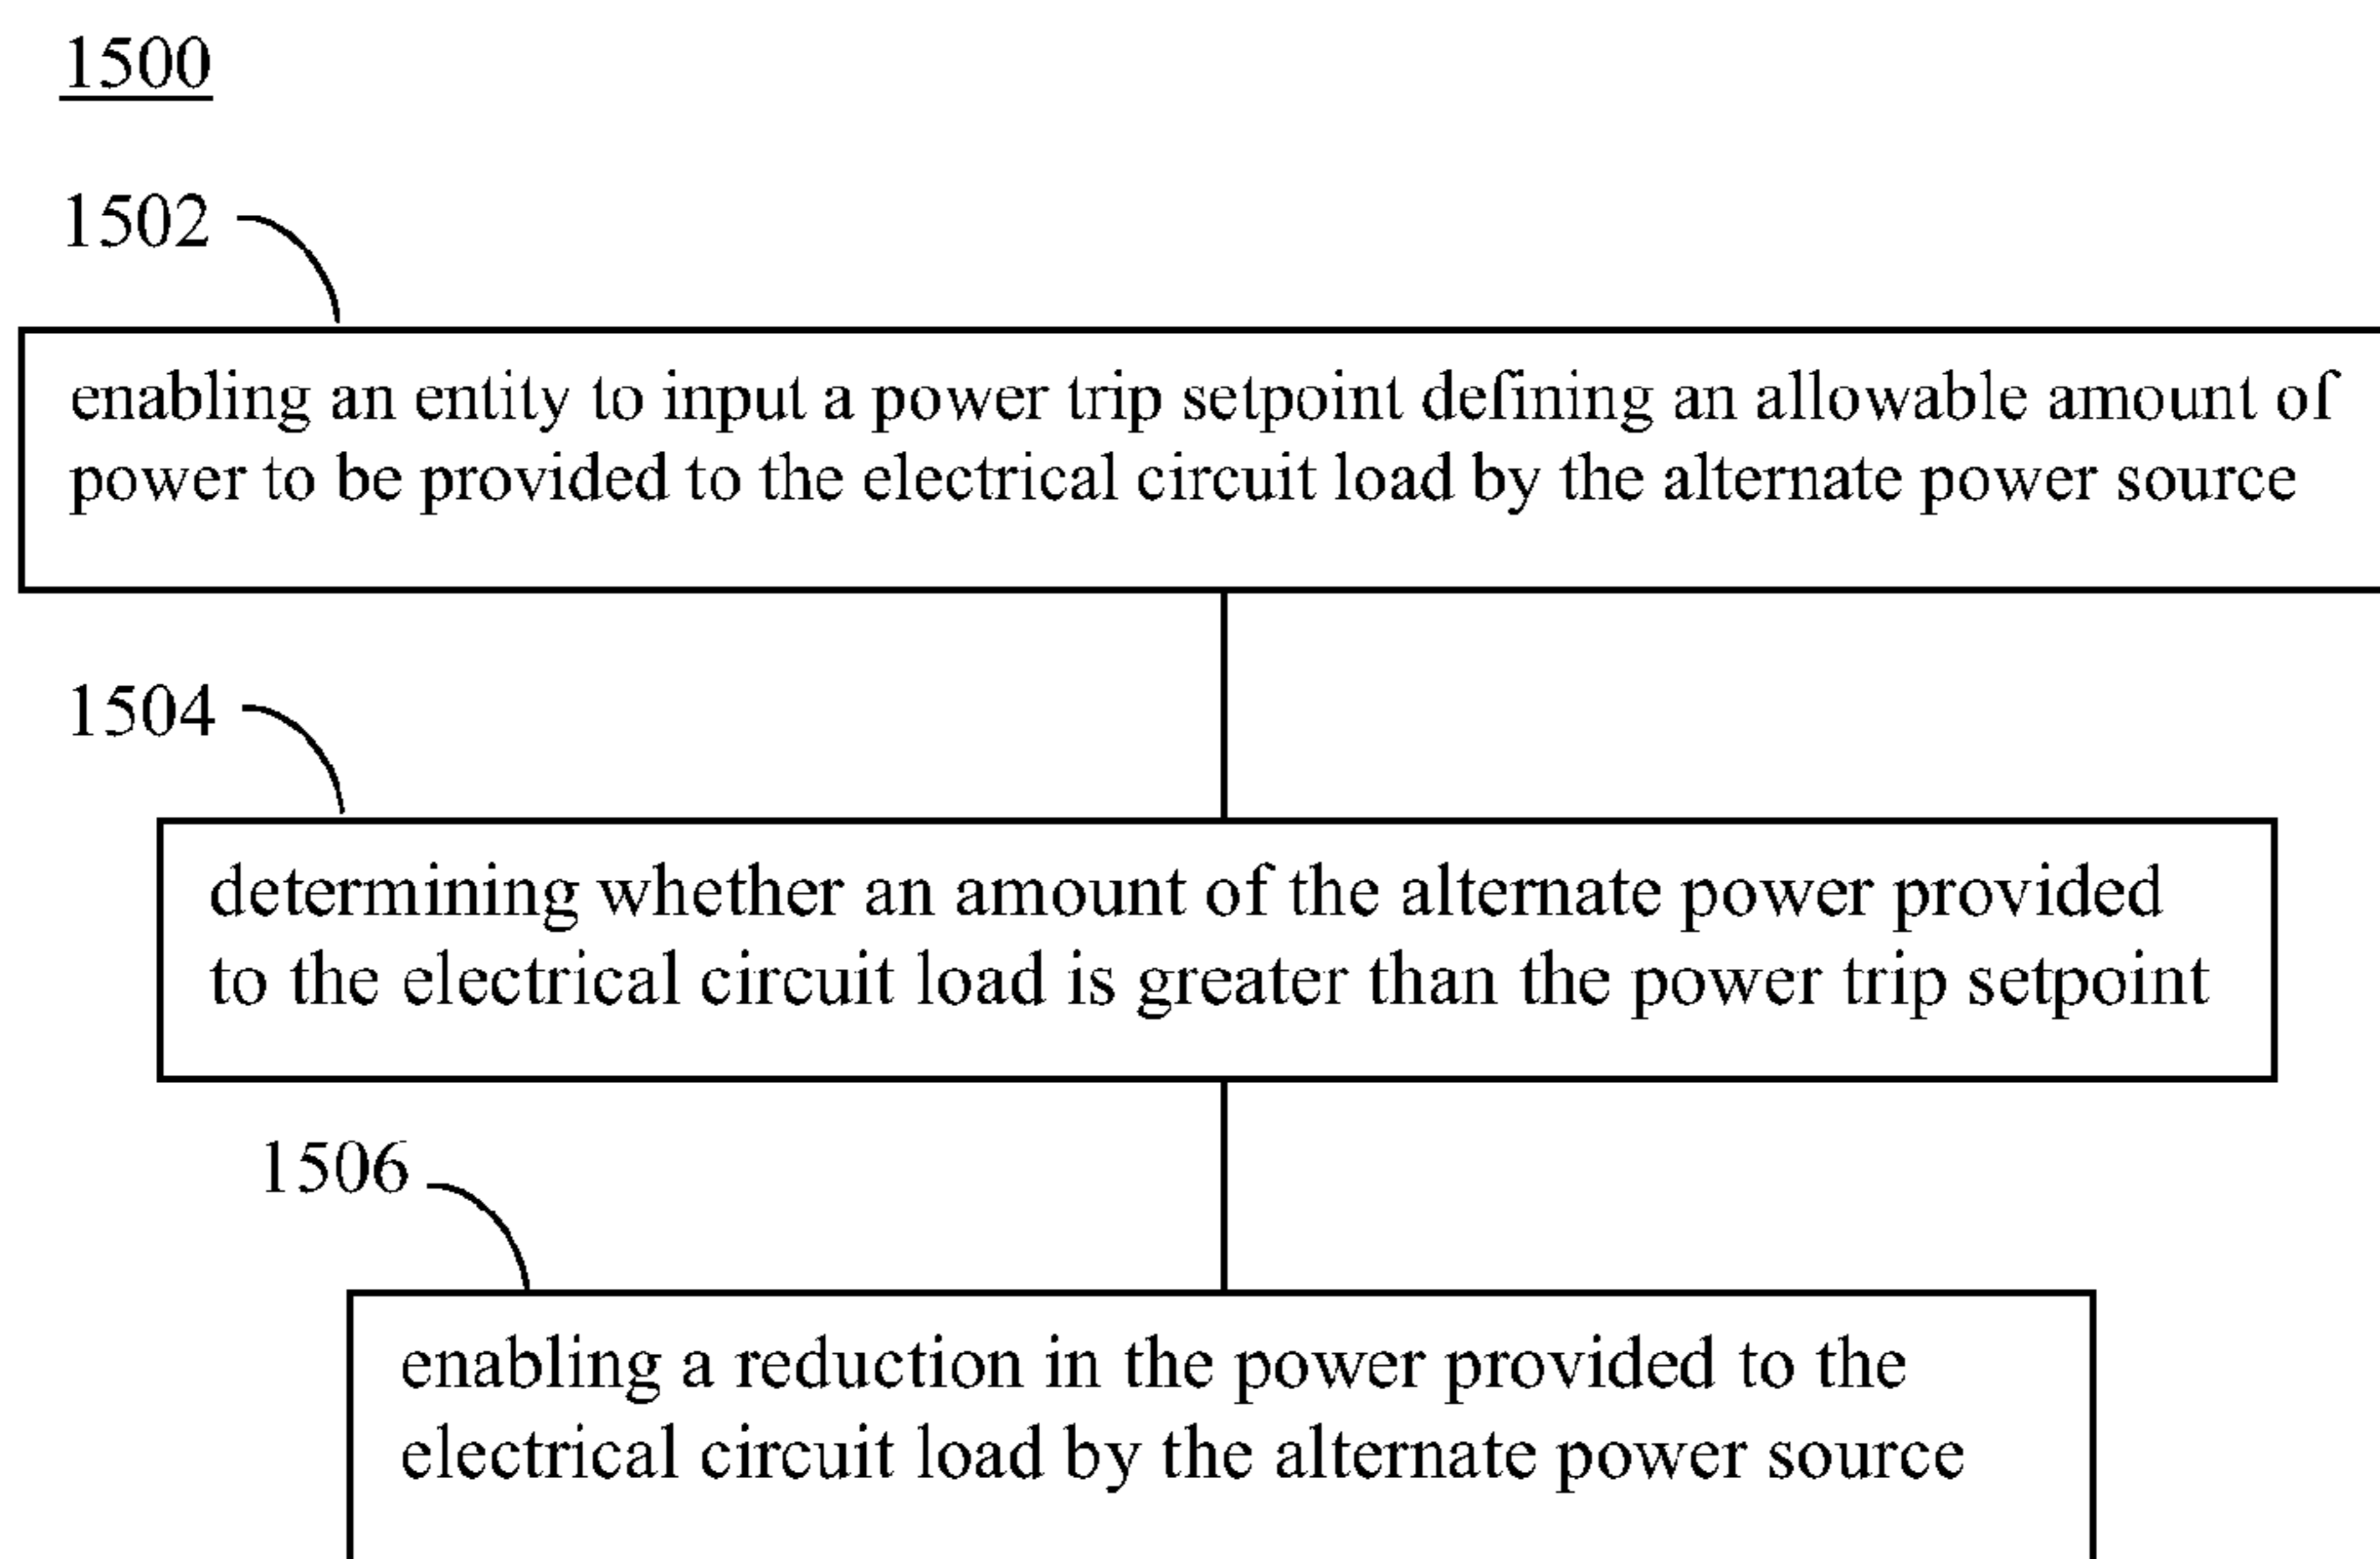 1500
1502
enabling an entity to input a power trip setpoint defining an allowable amount of
power to be provided to the electrical circuit load by the alternate power source
1504
determining whether an amount of the alternate power provided
to the electrical circuit load is greater than the power trip setpoint
1506
enabling a reduction in the power provided to the
electrical circuit load by the alternate power source